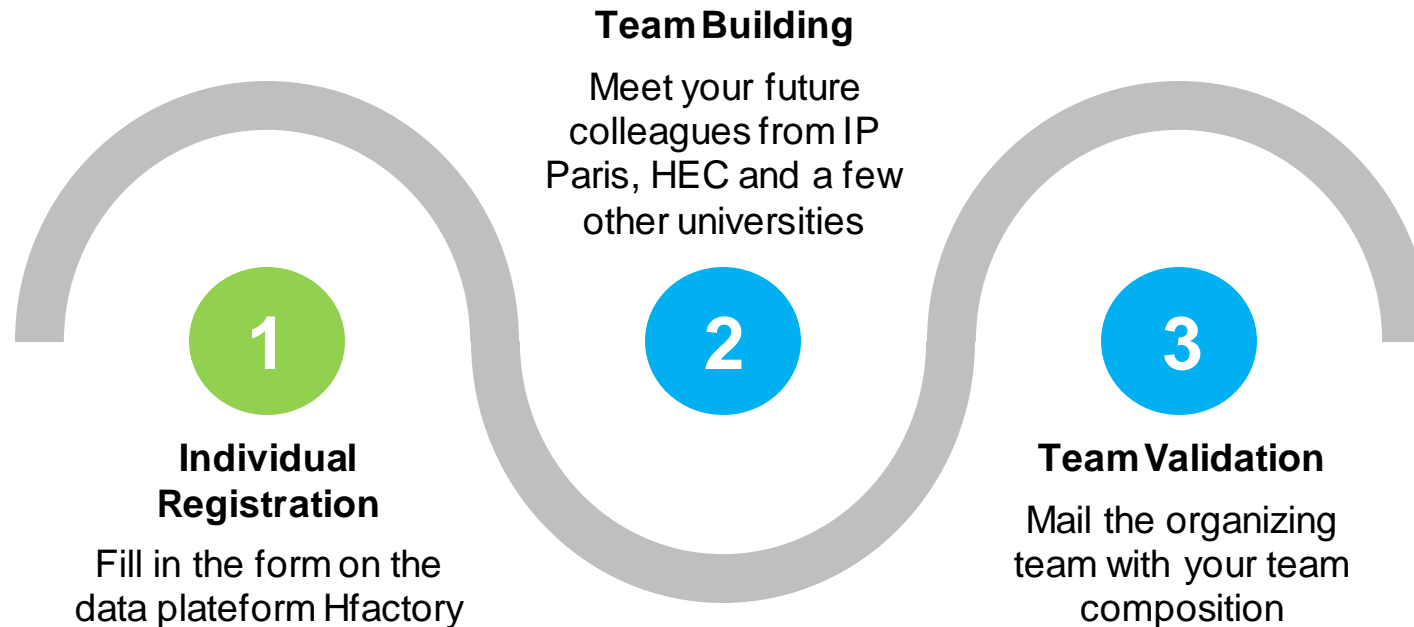 Team Building
Meet your future
colleagues from IP
Paris, HEC and a few
other universities
1
2
3
Individual
Registration
Fill in the form on the
data plateform Hfactory
Team Validation
Mail the organizing
team with your team
composition